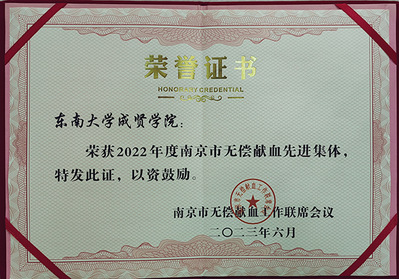 荣誉证书
HONORARY CREDENTIAL
东南大学成贤学院：
荣获2022年度南京市无偿献血先进集体，
特发此证，以资鼓励。
南京市无偿献血工作联席会议
二〇二三年六月